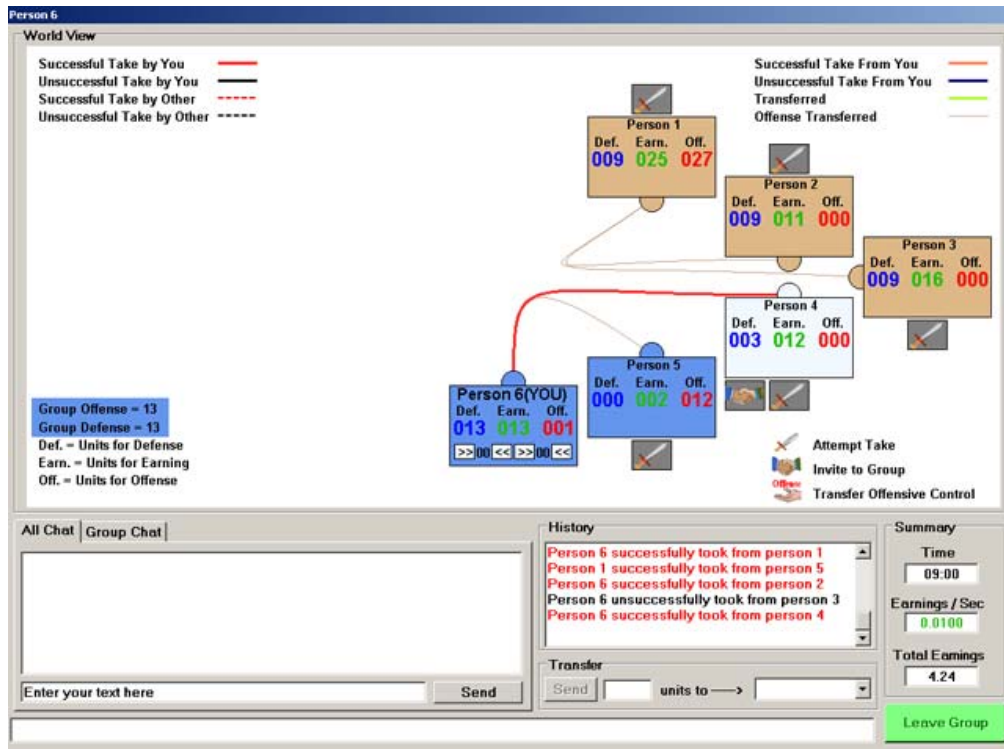 Person 6
World View
Successful Take by You
Unsuccessful Take by You
Successful Take by Other
Unsuccessful Take by Other
Successful Take From You
Unsuccessful Take From You
Transferred
Offense Transferred
Person 1
Def. Earn. Off.
009 025 027
Person 2
Def. Earn. Off.
009 011 000
Person 3
Def. Earn. Off.
009 016 000
Person 4
Def. Earn. Off.
003 012 000
Person 5
Def. Earn. Off.
000 002 012
Person 6(YOU)
Def. Earn. Off.
013 013 001
>> 00 << >> 00 <<
Group Offense = 13
Group Defense = 13
Def. = Units for Defense
Earn. = Units for Earning
Off. = Units for Offense
Attempt Take
Invite to Group
Offense
Transfer Offensive Control
All Chat Group Chat
Enter your text here Send
History
Person 6 successfully took from person 1
Person 1 successfully took from person 5
Person 6 successfully took from person 2
Person 6 unsuccessfully took from person 3
Person 6 successfully took from person 4
Transfer
Send units to --->
Summary
Time
09:00
Earnings / Sec
0.0100
Total Earnings
4.24
Leave Group